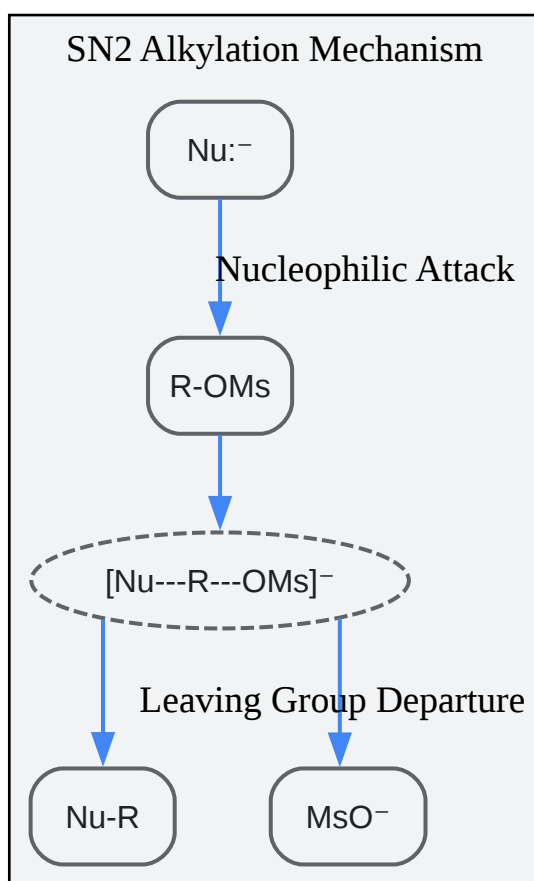 SN2 Alkylation Mechanism
Nu:⁻
Nucleophilic Attack
R-OMs
[Nu---R---OMs]⁻
Leaving Group Departure
Nu-R
MsO⁻